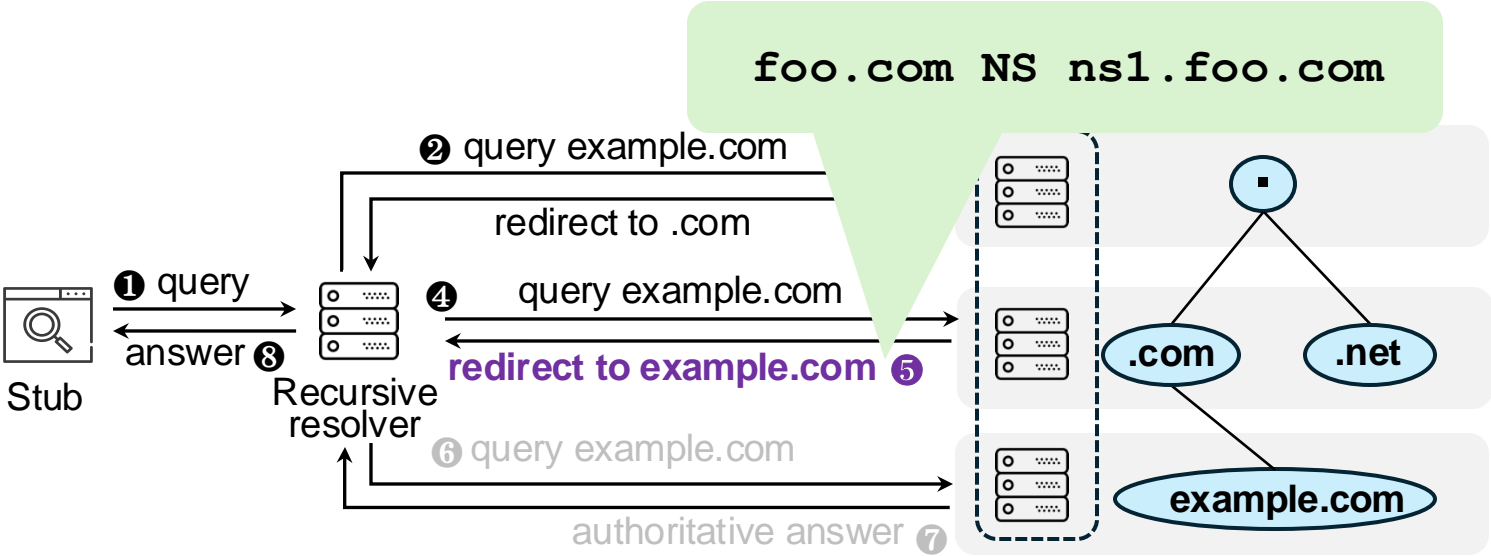 foo.com NS ns1.foo.com
❷ query example.com
redirect to .com
.
❶ query
answer ❽
Stub
Recursive
resolver
❹ query example.com
redirect to example.com ❺
.com
.net
❻ query example.com
authoritative answer ❼
example.com